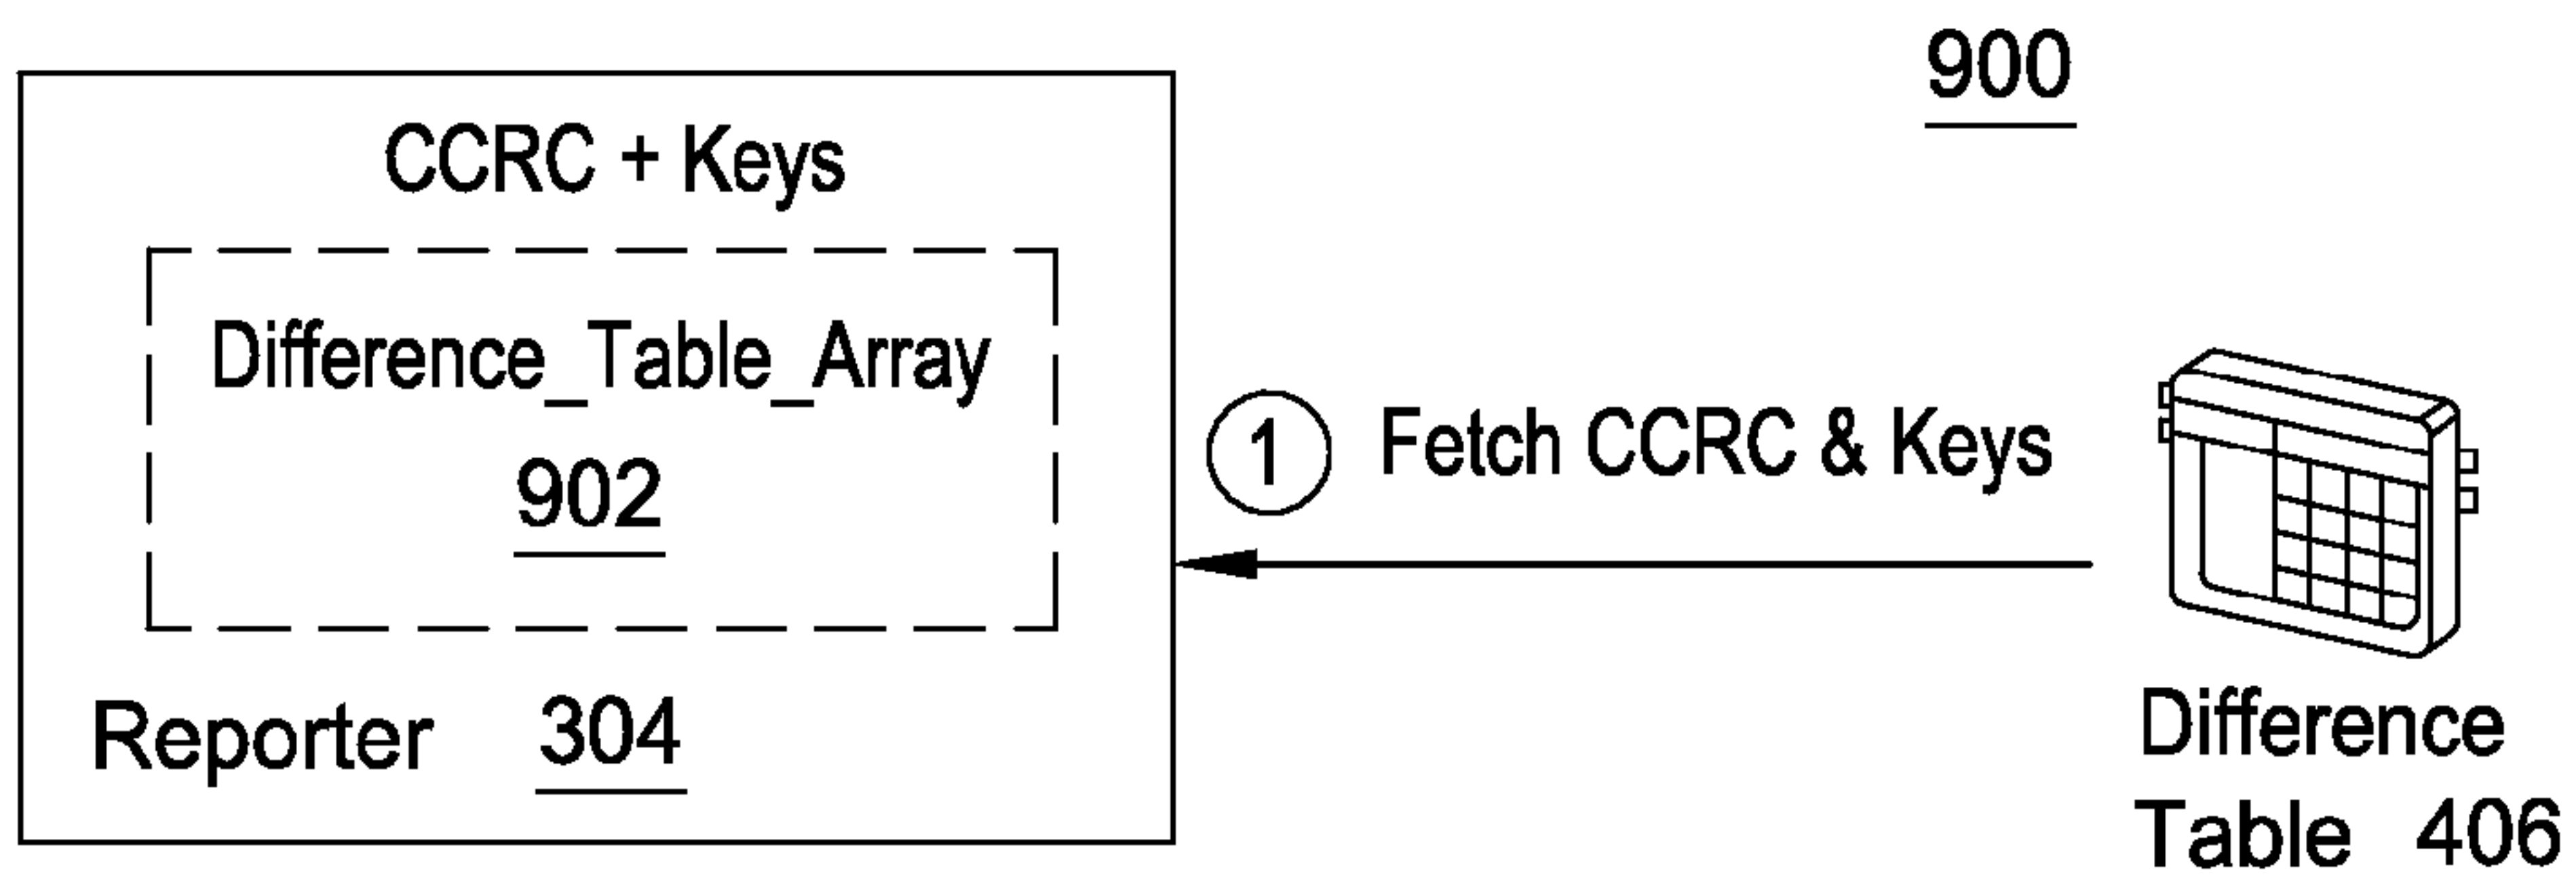 900
CCRC + Keys
Difference_Table_Array
902
Reporter 304
1 Fetch CCRC & Keys
Difference
Table 406